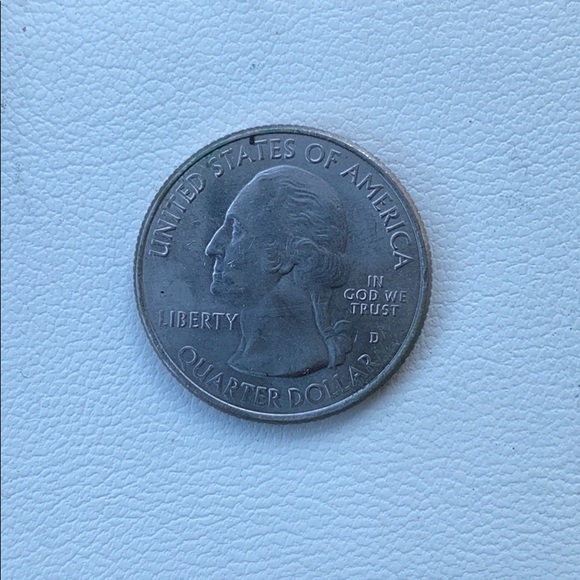 UNITED STATES OF AMERICA
IN
GOD WE
TRUST
LIBERTY
D
QUARTER DOLLAR